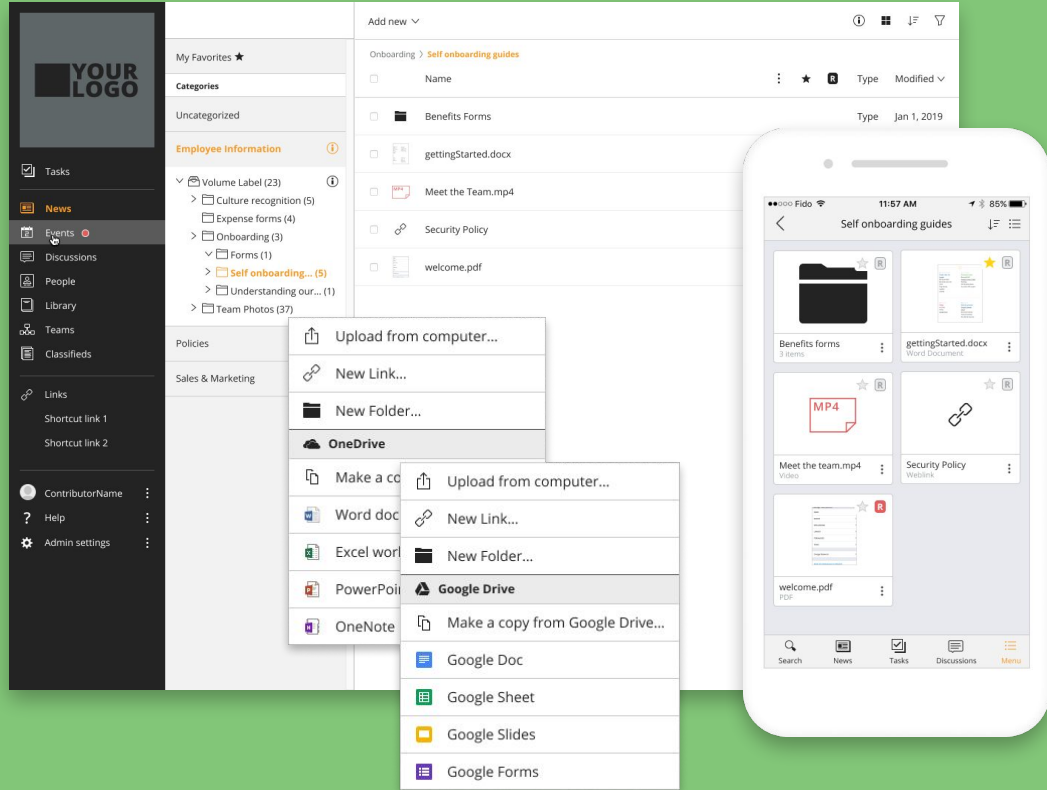 YOUR
LOGO
Tasks
News
Events
Discussions
People
Library
Teams
Classifieds
Links
Shortcut link 1
Shortcut link 2
ContributorName
? Help
Admin settings
My Favorites ★
Categories
Uncategorized
Employee Information
Volume Label (23)
Culture recognition (5)
Expense forms (4)
Onboarding (3)
Forms (1)
Self onboarding... (5)
Understanding our... (1)
Team Photos (37)
Policies
Sales & Marketing
Add new
Onboarding > Self onboarding guides
Name ★ R Type Modified
Benefits Forms Type Jan 1, 2019
gettingStarted.docx
MP4 Meet the Team.mp4
Security Policy
welcome.pdf
Upload from computer...
New Link...
New Folder...
OneDrive
Make a co
Word doc
Excel worl
PowerPoi
OneNote
Upload from computer...
New Link...
New Folder...
Google Drive
Make a copy from Google Drive...
Google Doc
Google Sheet
Google Slides
Google Forms
Fido 11:57 AM 85%
Self onboarding guides
R R
Benefits forms
3 items
gettingStarted.docx
Word Document
R R
MP4
Meet the team.mp4
Video
Security Policy
Weblink
R
welcome.pdf
PDF
Search News Tasks Discussions Menu